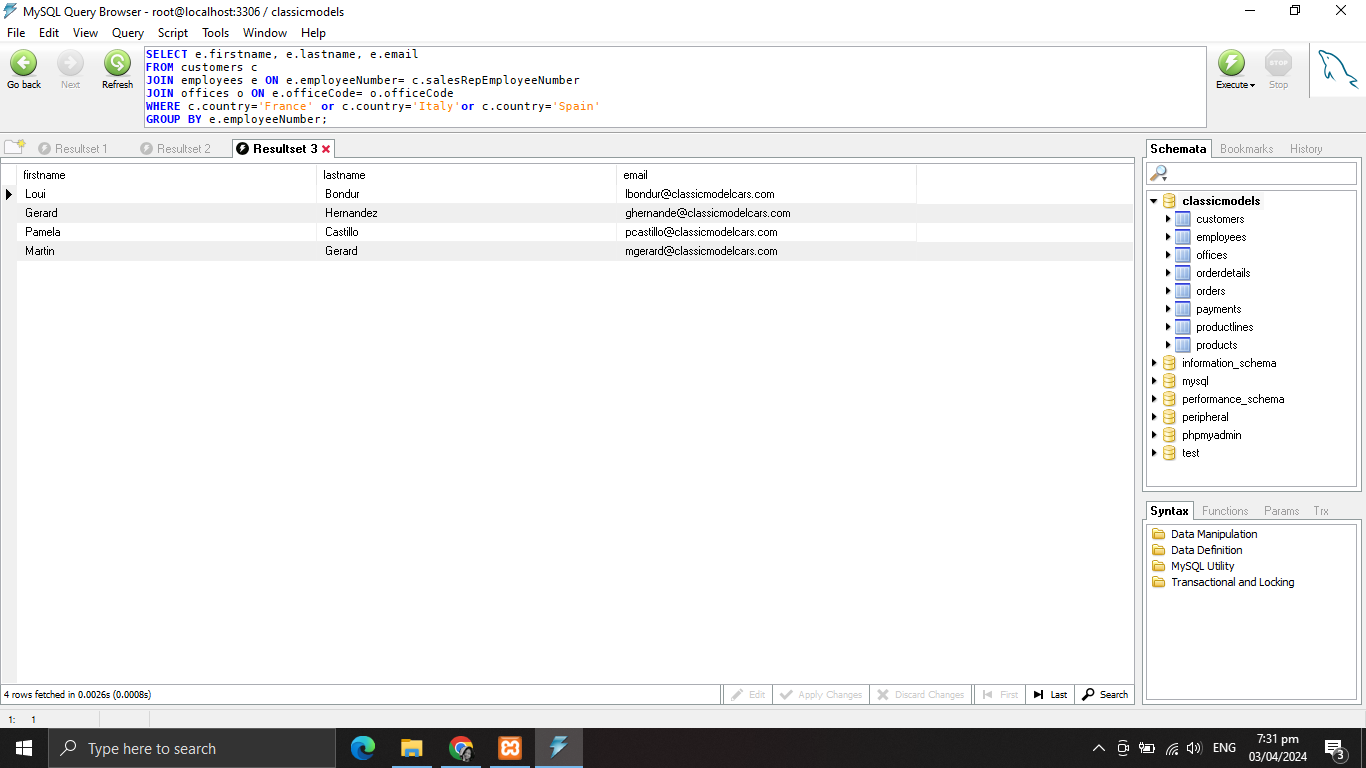 MySQL Query Browser - root@localhost:3306 / classicmodels
File Edit View Query Script Tools Window Help
Go back Next Refresh
SELECT e.firstname, e.lastname, e.email
FROM customers c
JOIN employees e ON e.employeeNumber= c.salesRepEmployeeNumber
JOIN offices o ON e.officeCode= o.officeCode
WHERE c.country='France' or c.country='Italy'or c.country='Spain'
GROUP BY e.employeeNumber;
Execute STOP Stop
Resultset 1 Resultset 2 Resultset 3
firstname lastname email
Loui Bondur lbondur@classicmodelcars.com
Gerard Hernandez ghernande@classicmodelcars.com
Pamela Castillo pcastillo@classicmodelcars.com
Martin Gerard mgerard@classicmodelcars.com
4 rows fetched in 0.0026s (0.0008s)
Edit Apply Changes Discard Changes First Last Search
1: 1
Schemata Bookmarks History
classicmodels
customers
employees
offices
orderdetails
orders
payments
productlines
products
information_schema
mysql
performance_schema
peripheral
phpmyadmin
test
Syntax Functions Params Trx
Data Manipulation
Data Definition
MySQL Utility
Transactional and Locking
Type here to search
ENG
7:31 pm
03/04/2024
3